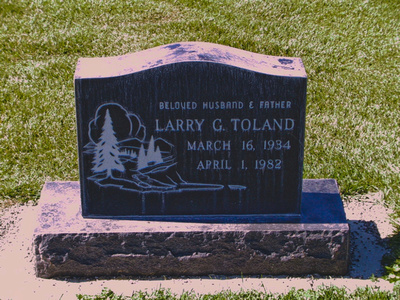 BELOVED HUSBAND & FATHER
LARRY G. TOLAND
MARCH 16, 1934
APRIL 1, 1982